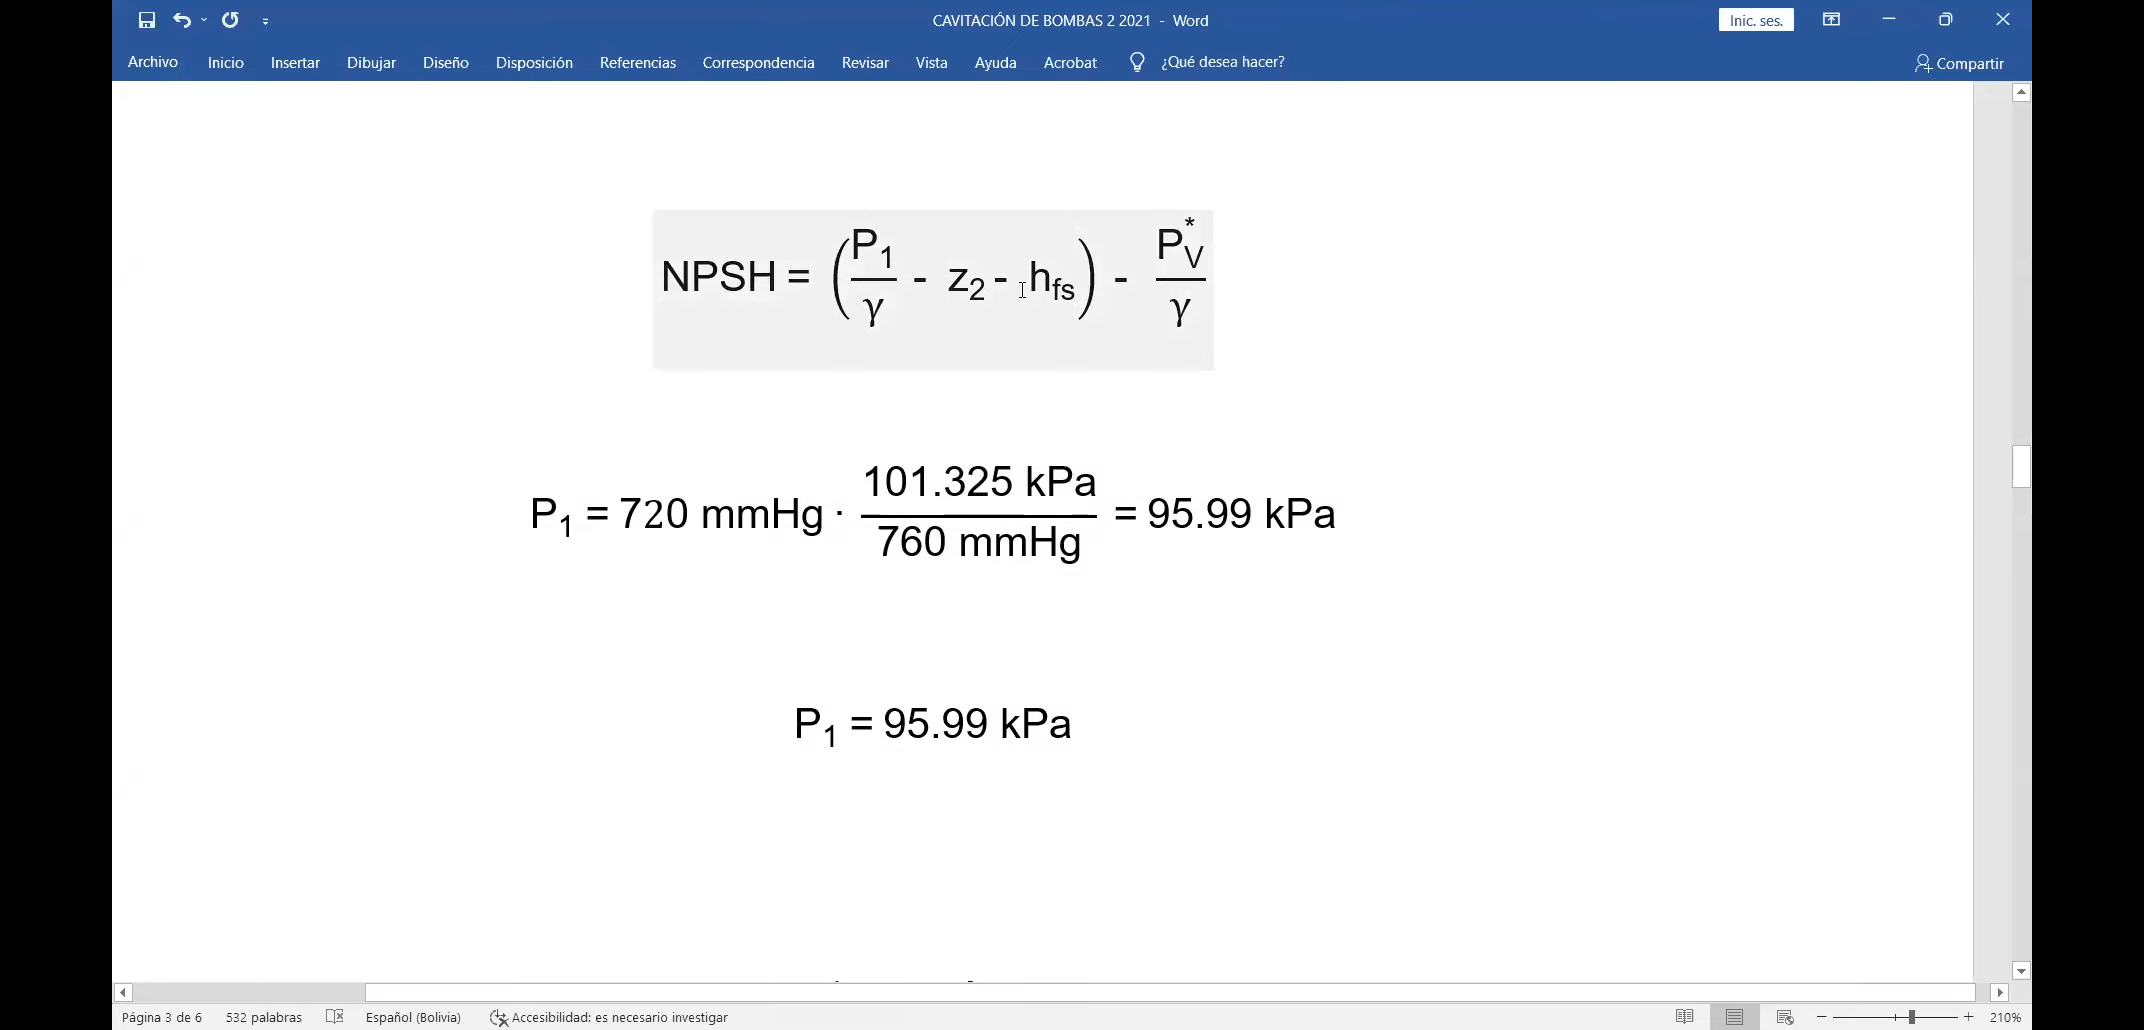 CAVITACIÓN DE BOMBAS 2 2021 - Word
Inic. ses.
Archivo Inicio Insertar Dibujar Diseño Disposición Referencias Correspondencia Revisar Vista Ayuda Acrobat ¿Qué desea hacer? Compartir
NPSH = (P₁/γ - z₂ - h_fs) - P_V*/γ
P₁ = 720 mmHg · 101.325 kPa / 760 mmHg = 95.99 kPa
P₁ = 95.99 kPa
Página 3 de 6 532 palabras Español (Bolivia) Accesibilidad: es necesario investigar 210%